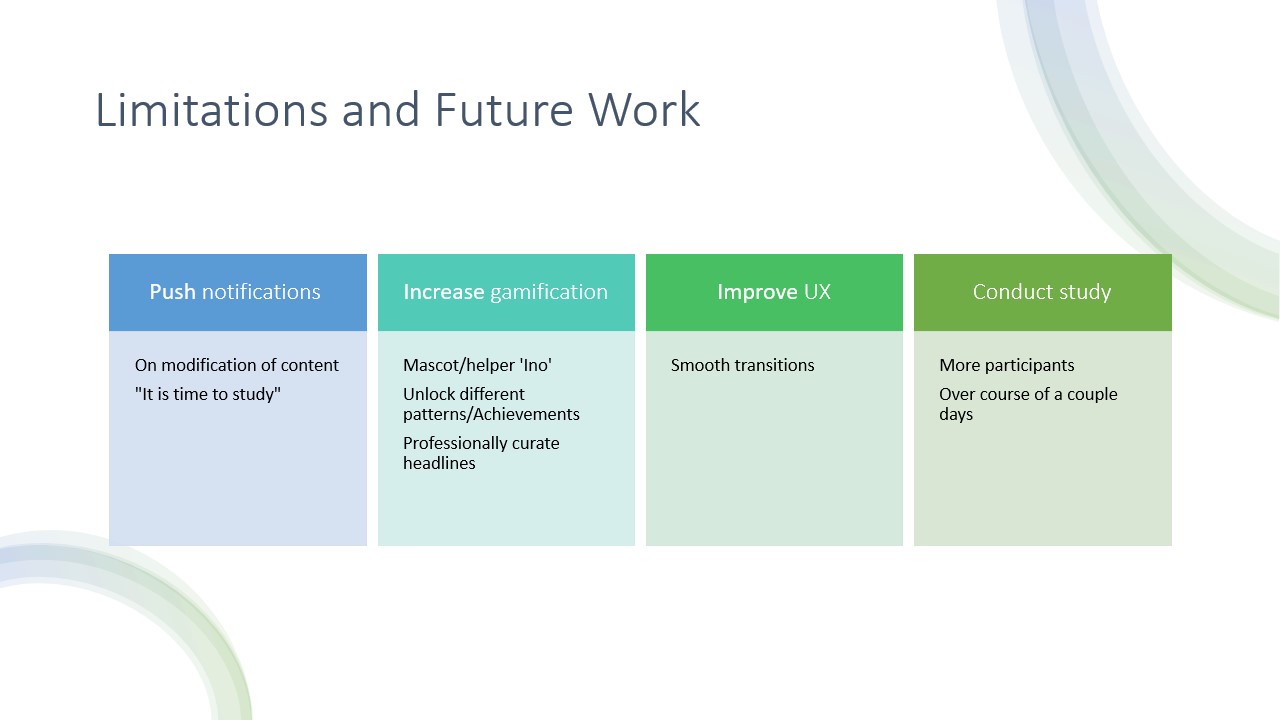 Limitations and Future Work
Push notifications
On modification of content
"It is time to study"
Increase gamification
Mascot/helper 'Ino'
Unlock different
patterns/Achievements
Professionally curate
headlines
Improve UX
Smooth transitions
Conduct study
More participants
Over course of a couple
days